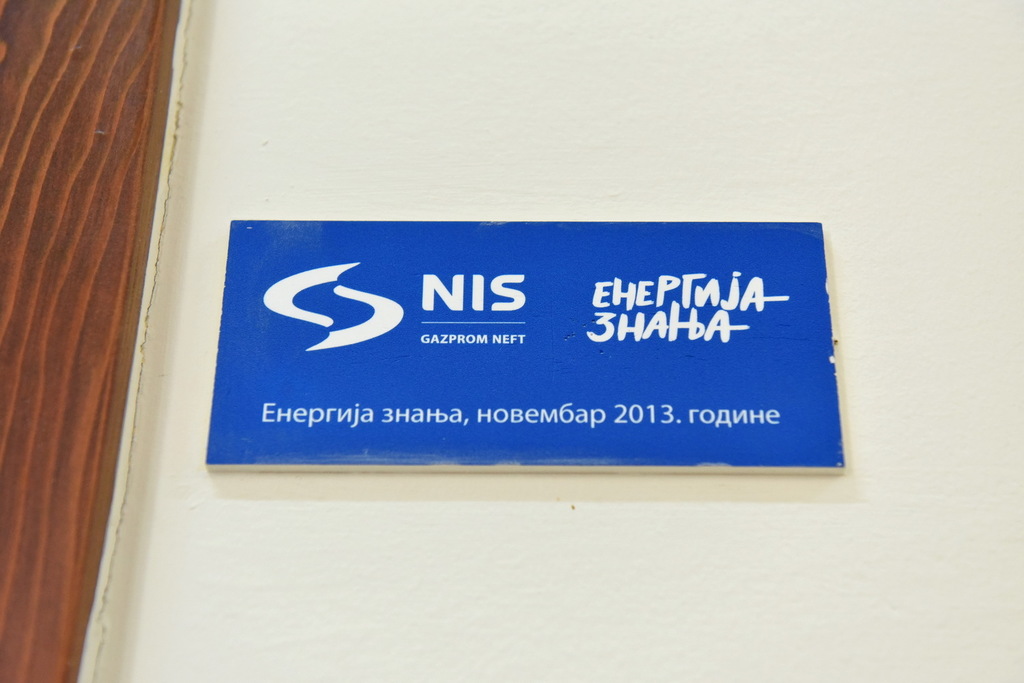 NIS
GAZPROM NEFT
ЕНЕРГИЈА
ЗНАЊА
Енергија знања, новембар 2013. године